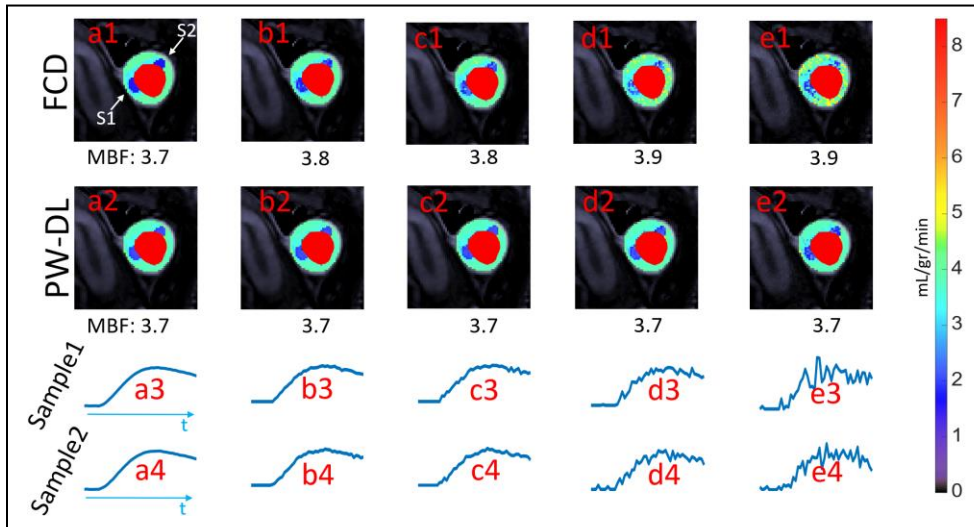 a1 S2 b1 c1 d1 e1
FCD
S1
MBF: 3.7 3.8 3.8 3.9 3.9
a2 b2 c2 d2 e2
PW-DL
MBF: 3.7 3.7 3.7 3.7 3.7
Sample1
a3 b3 c3 d3 e3
t
Sample2
a4 b4 c4 d4 e4
t
8
7
6
5
4
3
2
1
0
mL/gr/min